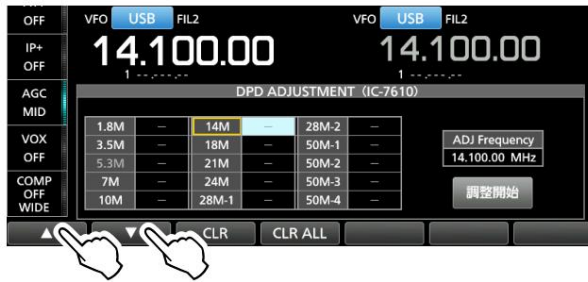 OFF
IP+
OFF
AGC
MID
VOX
OFF
COMP
OFF
WIDE
VFO USB FIL2
14.100.00
1 --.---.--
VFO USB FIL2
14.100.00
1 --.---.--
DPD ADJUSTMENT (IC-7610)
1.8M — 14M — 28M-2 —
3.5M — 18M — 50M-1 —
5.3M — 21M — 50M-2 —
7M — 24M — 50M-3 —
10M — 28M-1 — 50M-4 —
ADJ Frequency
14.100.00 MHz
調整開始
▲ ▼ CLR CLR ALL